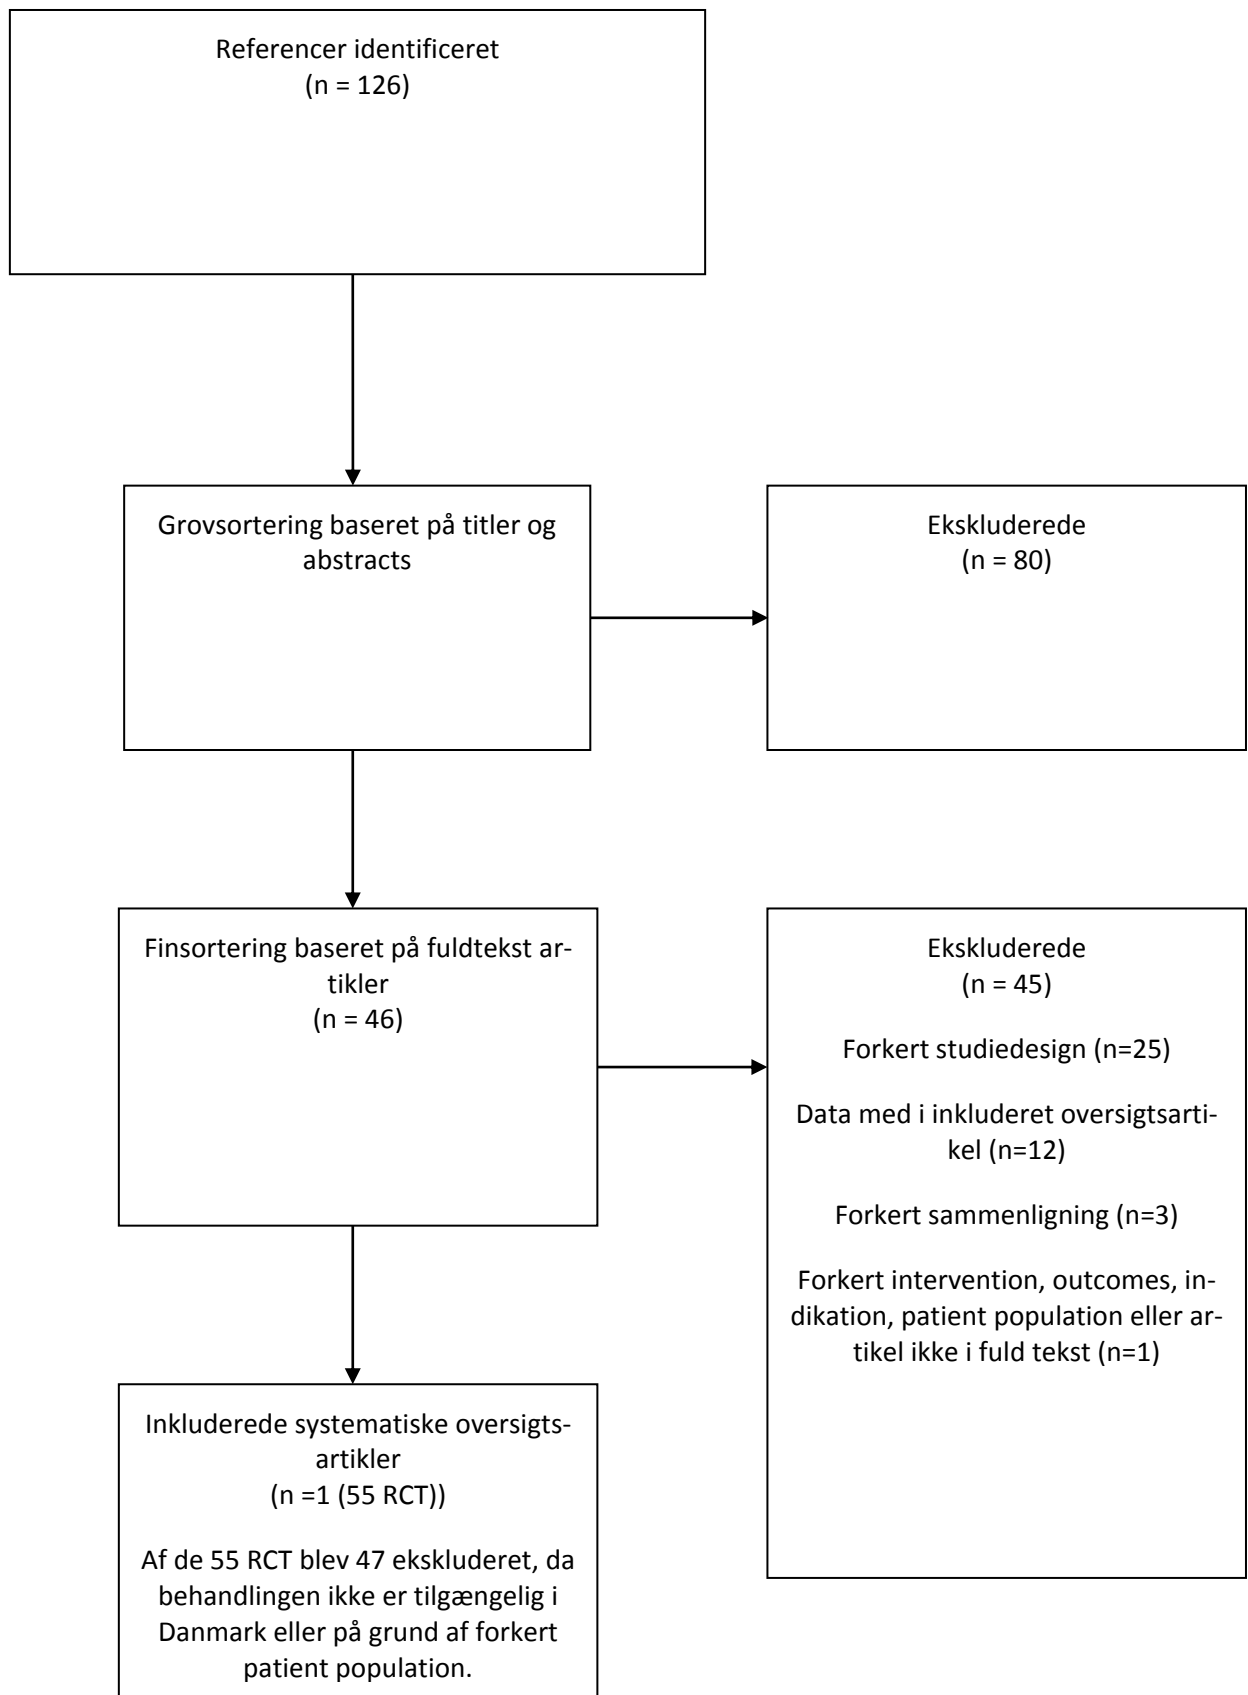 Referencer identificeret
(n = 126)
Grovsortering baseret på titler og
abstracts
Ekskluderede
(n = 80)
Finsortering baseret på fuldtekst ar-
tikler
(n = 46)
Ekskluderede
(n = 45)
Forkert studiedesign (n=25)
Data med i inkluderet oversigtsarti-
kel (n=12)
Forkert sammenligning (n=3)
Forkert intervention, outcomes, in-
dikation, patient population eller ar-
tikel ikke i fuld tekst (n=1)
Inkluderede systematiske oversigts-
artikler
(n =1 (55 RCT))
Af de 55 RCT blev 47 ekskluderet, da
behandlingen ikke er tilgængelig i
Danmark eller på grund af forkert
patient population.